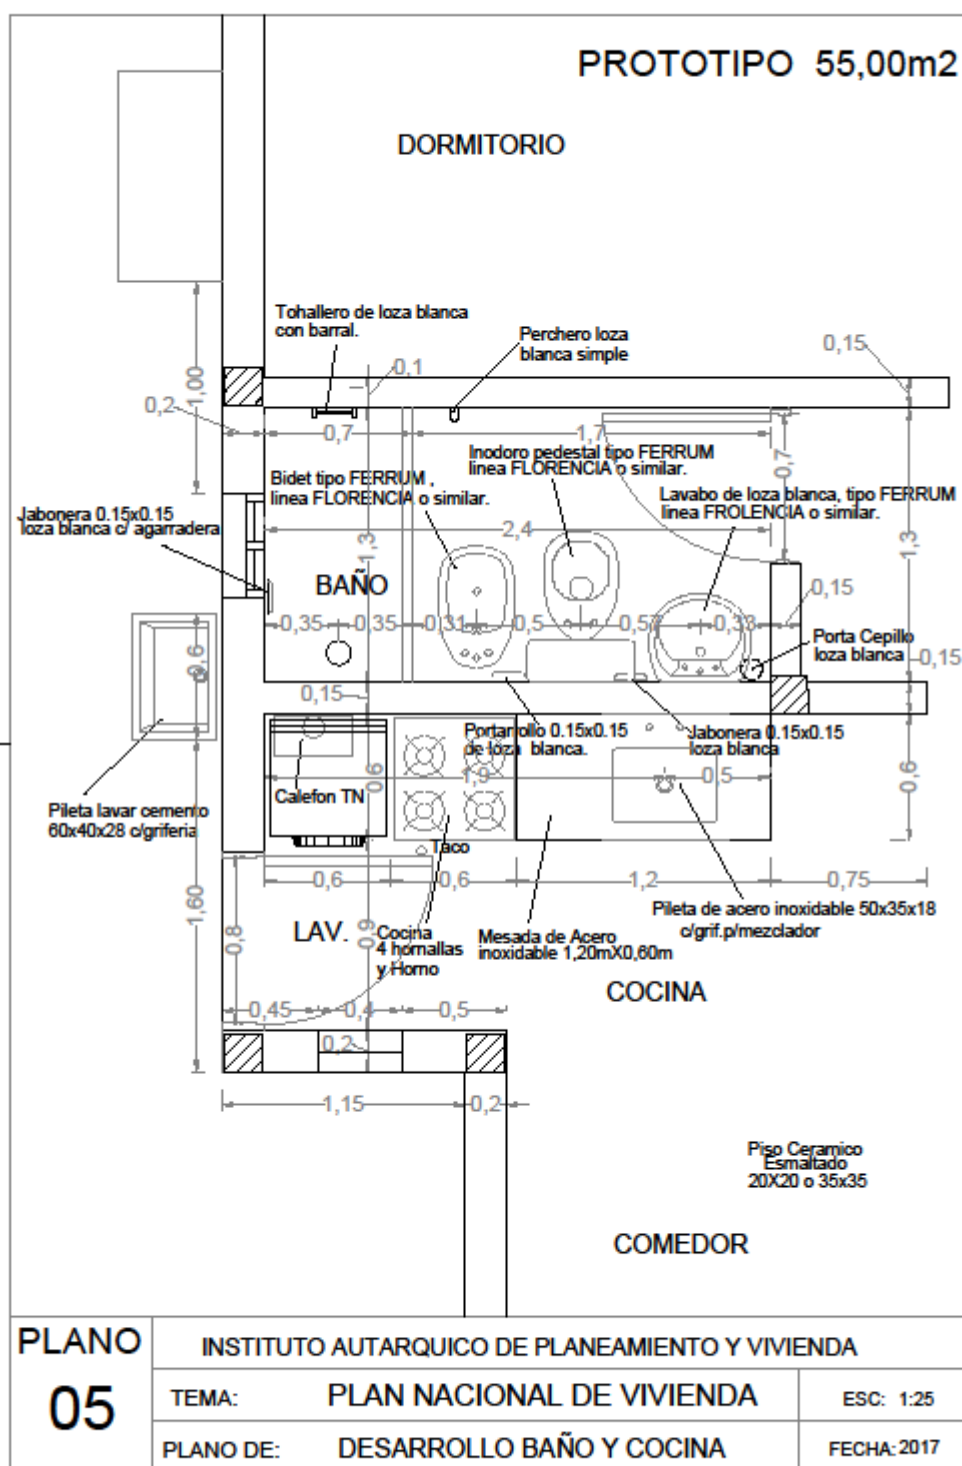 PROTOTIPO 55,00m2
DORMITORIO
Tohallero de loza blanca
con barral.
Perchero loza
blanca simple
0,15
0,1
1,00
0,2
0,7
1,7
0,7
Inodoro pedestal tipo FERRUM
linea FLORENCIA o similar.
Bidet tipo FERRUM ,
linea FLORENCIA o similar.
Lavabo de loza blanca, tipo FERRUM
linea FROLENCIA o similar.
Jabonera 0.15x0.15
loza blanca c/ agarradera
2,4
1,3
1,3
BAÑO
0,15
0,35
0,35
0,31
0,5
0,57
0,33
Porta Cepillo
loza blanca
0,6
0,15
0,15
Portarrollo 0.15x0.15
de loza blanca.
Jabonera 0.15x0.15
loza blanca
0,6
1,9
0,5
0,6
Calefon TN
Pileta lavar cemento
60x40x28 c/griferia
Taco
0,6
0,6
1,2
0,75
1,60
0,8
LAV.
0,9
Cocina
4 hornallas
y Horno
Mesada de Acero
inoxidable 1,20mX0,60m
Pileta de acero inoxidable 50x35x18
c/grif.p/mezclador
COCINA
0,45
0,4
0,5
0,2
1,15
0,2
Piso Ceramico
Esmaltado
20X20 o 35x35
COMEDOR
PLANO
05
INSTITUTO AUTARQUICO DE PLANEAMIENTO Y VIVIENDA
TEMA: PLAN NACIONAL DE VIVIENDA
ESC: 1:25
PLANO DE: DESARROLLO BAÑO Y COCINA
FECHA: 2017